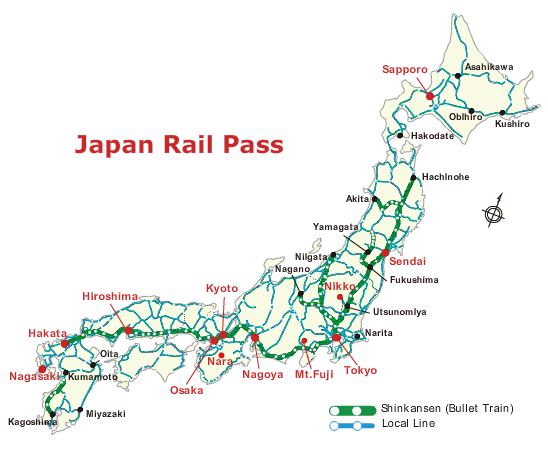 Sapporo
Asahikawa
Obihiro
Kushiro
Hakodate
Japan Rail Pass
Hachinohe
Akita
Yamagata
Sendai
Niigata
Nagano
Fukushima
Nikko
Utsunomiya
Kyoto
Hiroshima
Hakata
Narita
Oita
Nara
Nagasaki
Kumamoto
Osaka
Nagoya
Mt.Fuji
Tokyo
Miyazaki
Kagoshima
Shinkansen (Bullet Train)
Local Line